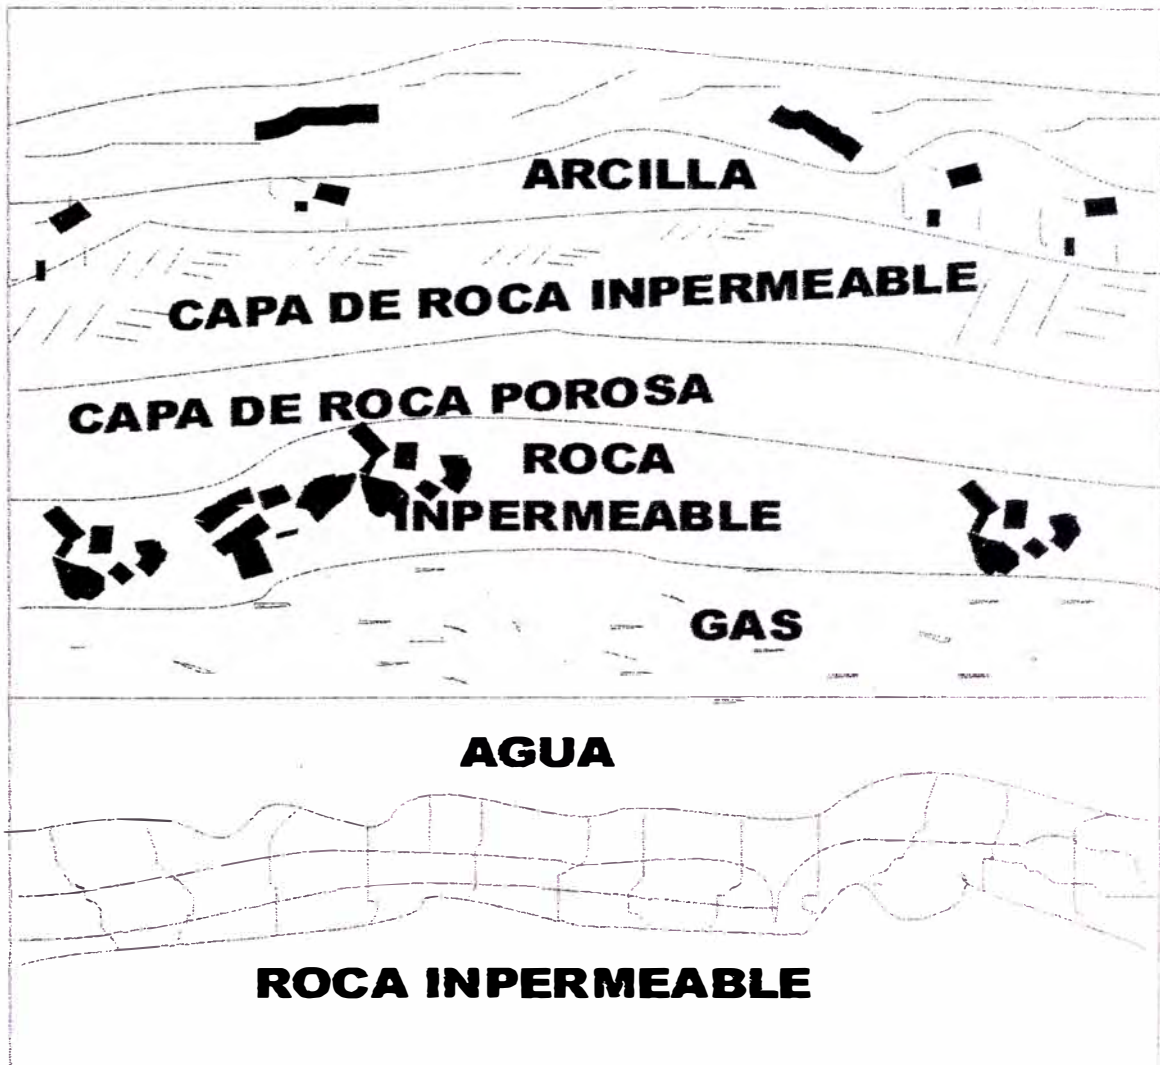 ARCILLA
CAPA DE ROCA INPERMEABLE
CAPA DE ROCA POROSA
ROCA
INPERMEABLE
GAS
AGUA
ROCA INPERMEABLE